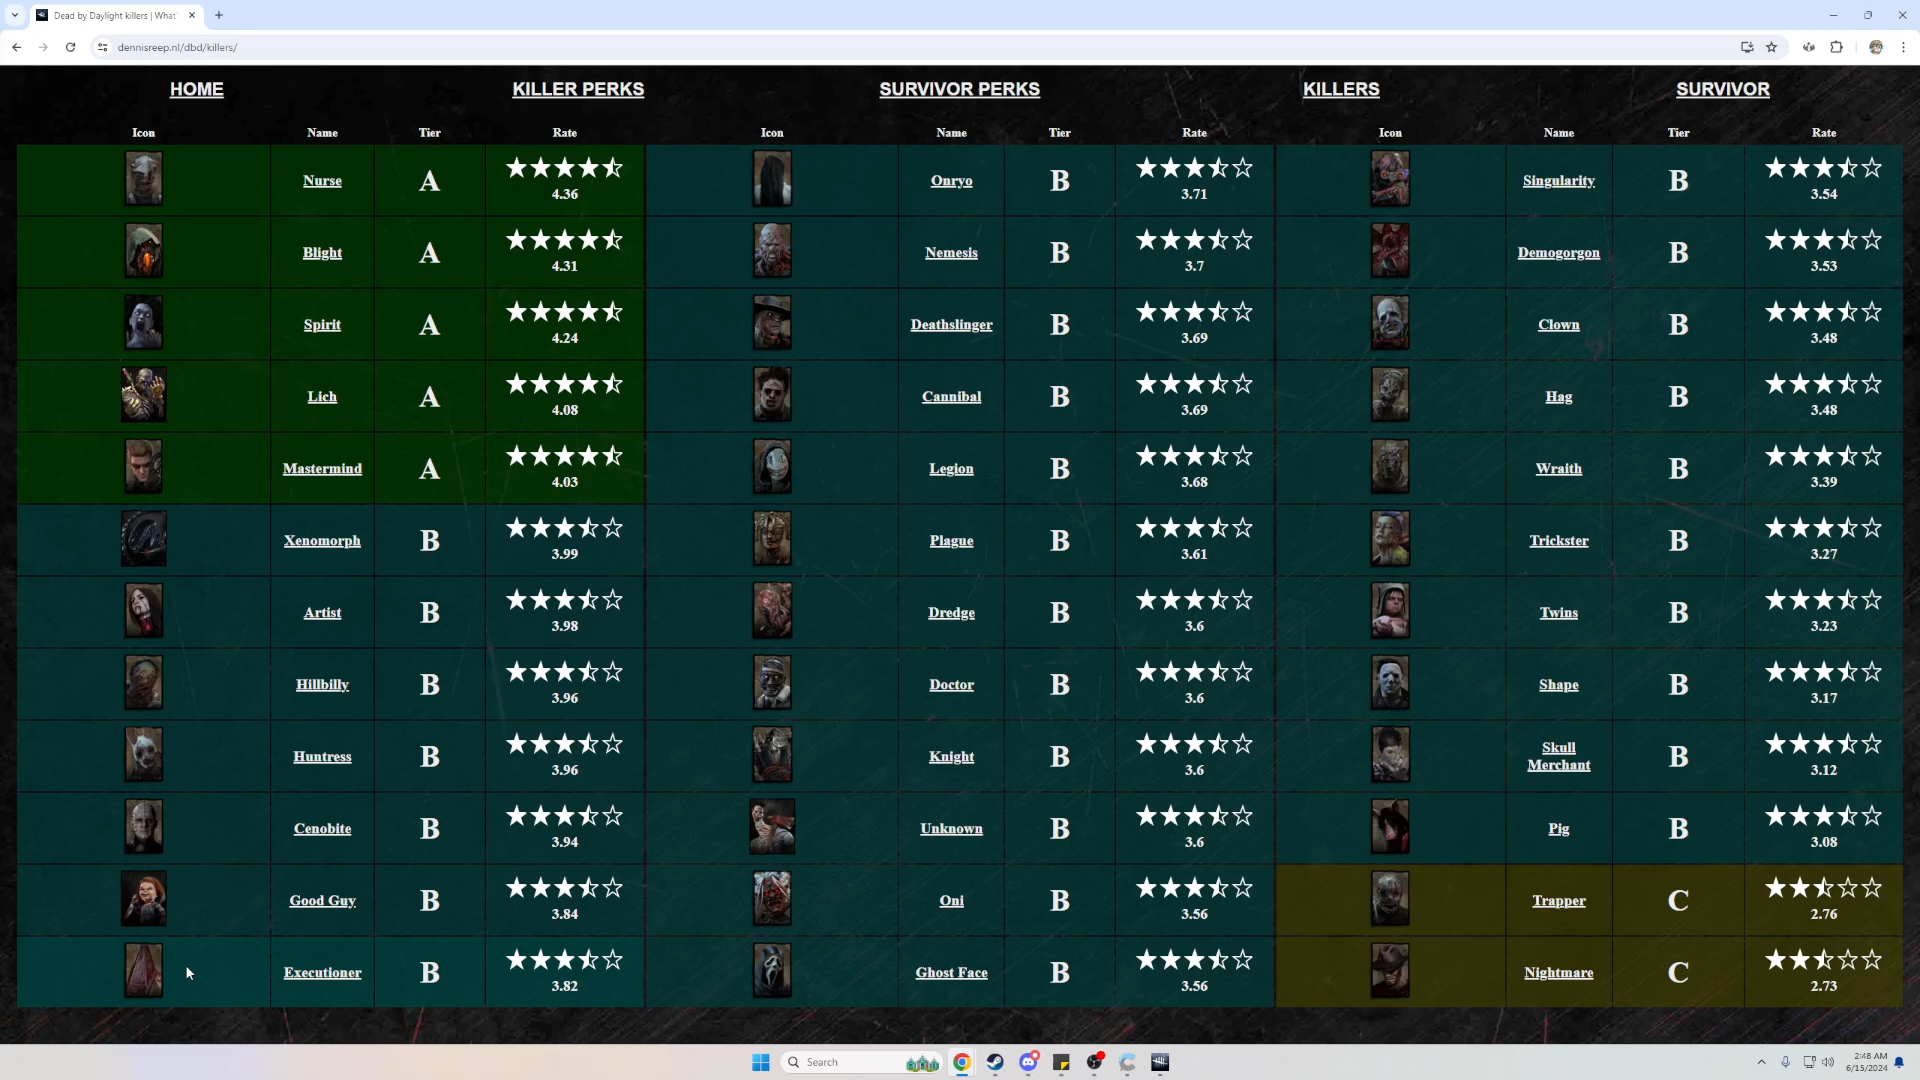 Dead by Daylight killers | What'
dennisreep.nl/dbd/killers/
HOME KILLER PERKS SURVIVOR PERKS KILLERS SURVIVOR
Icon Name Tier Rate Icon Name Tier Rate Icon Name Tier Rate
Nurse A 4.36 Onryo B 3.71 Singularity B 3.54
Blight A 4.31 Nemesis B 3.7 Demogorgon B 3.53
Spirit A 4.24 Deathslinger B 3.69 Clown B 3.48
Lich A 4.08 Cannibal B 3.69 Hag B 3.48
Mastermind A 4.03 Legion B 3.68 Wraith B 3.39
Xenomorph B 3.99 Plague B 3.61 Trickster B 3.27
Artist B 3.98 Dredge B 3.6 Twins B 3.23
Hillbilly B 3.96 Doctor B 3.6 Shape B 3.17
Huntress B 3.96 Knight B 3.6 Skull Merchant B 3.12
Cenobite B 3.94 Unknown B 3.6 Pig B 3.08
Good Guy B 3.84 Oni B 3.56 Trapper C 2.76
Executioner B 3.82 Ghost Face B 3.56 Nightmare C 2.73
Search
2:48 AM
6/15/2024